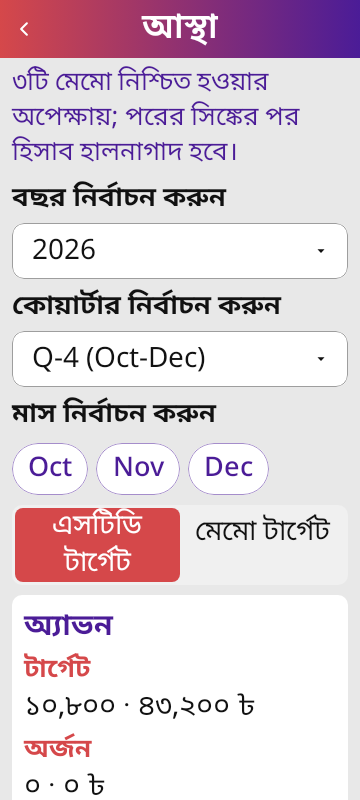 আস্থা
৩টি মেমো নিশ্চিত হওয়ার
অপেক্ষায়; পরের সিঙ্কের পর
হিসাব হালনাগাদ হবে।
বছর নির্বাচন করুন
2026
কোয়ার্টার নির্বাচন করুন
Q-4 (Oct-Dec)
মাস নির্বাচন করুন
Oct Nov Dec
এসটিডি টার্গেট
মেমো টার্গেট
অ্যাভন
টার্গেট
১০,৮০০ · ৪৩,২০০ ৳
অর্জন
০ · ০ ৳